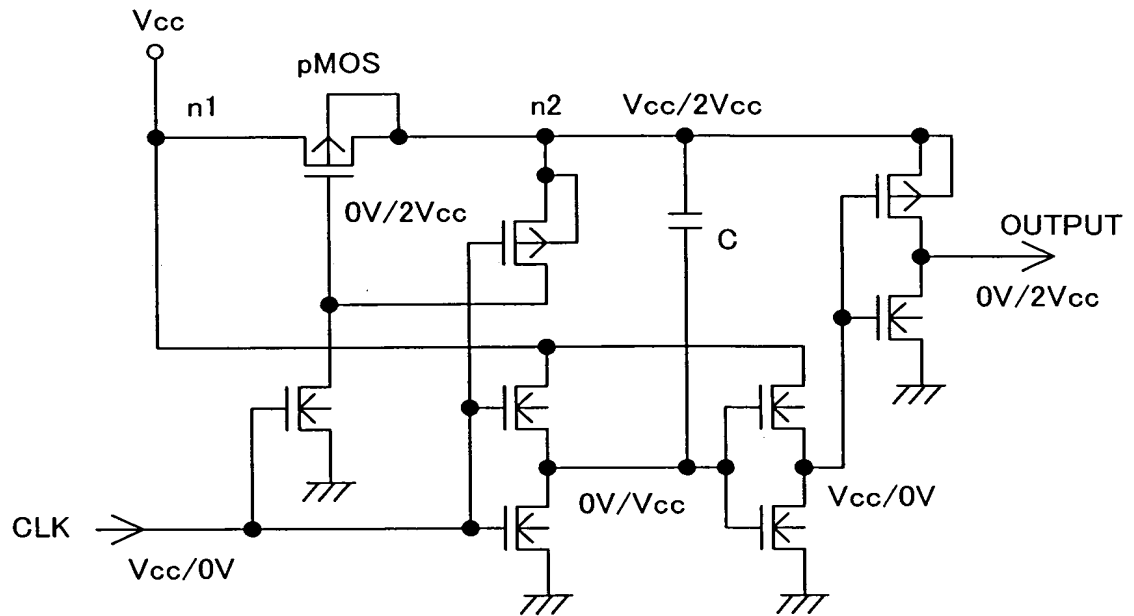 Vcc
pMOS
n1
n2
Vcc/2Vcc
0V/2Vcc
C
OUTPUT
0V/2Vcc
0V/Vcc
Vcc/0V
CLK
Vcc/0V